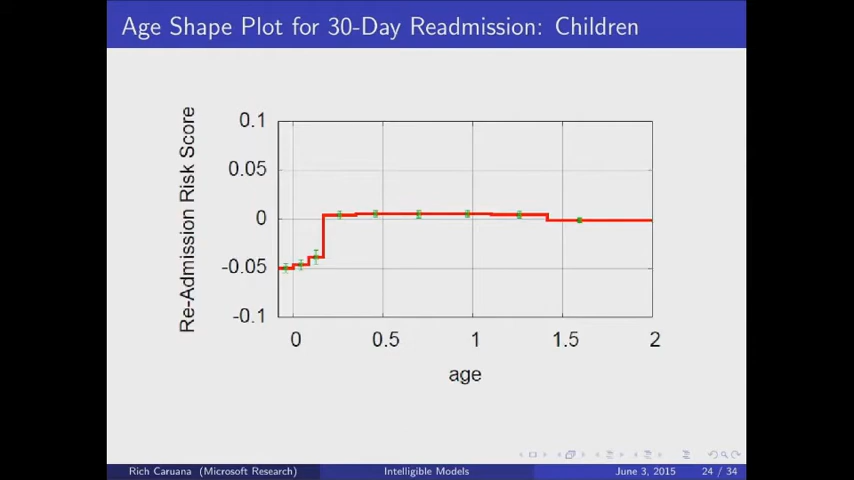 Age Shape Plot for 30-Day Readmission: Children
Re-Admission Risk Score
0.1
0.05
0
-0.05
-0.1
0 0.5 1 1.5 2
age
Rich Caruana (Microsoft Research) Intelligible Models June 3, 2015 24 / 34